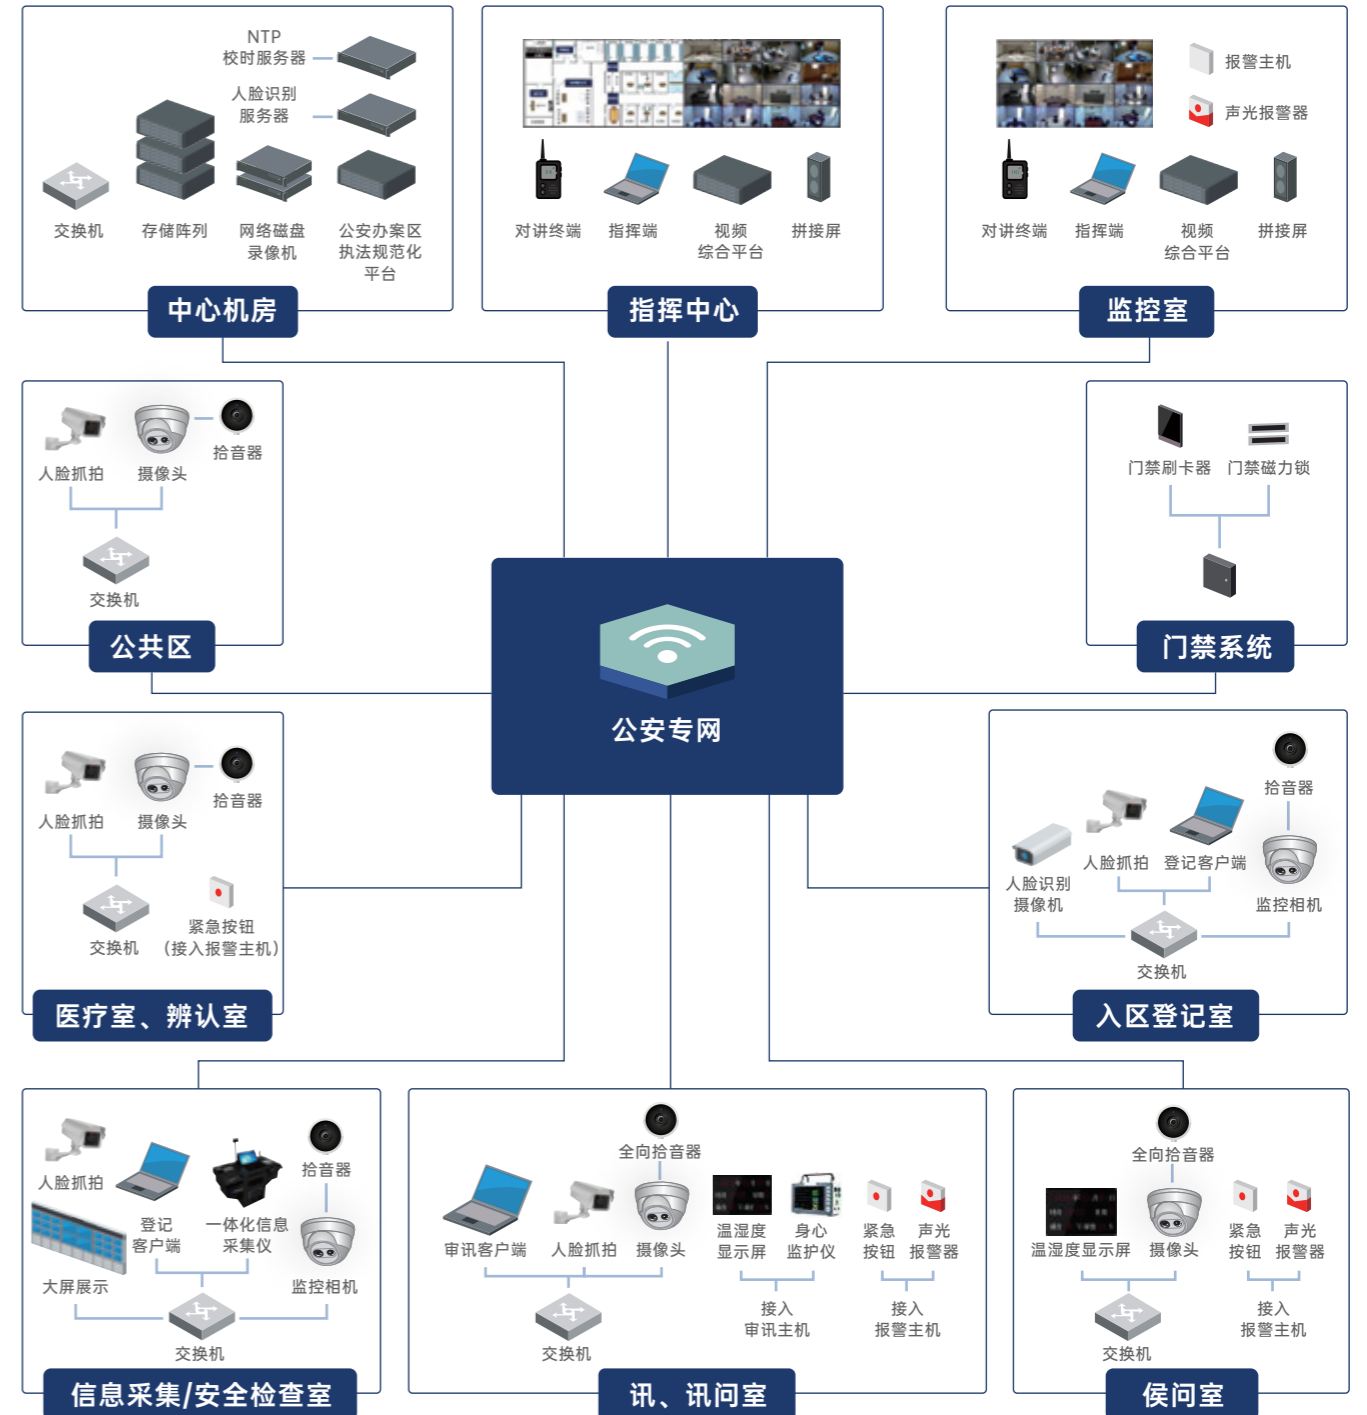 NTP
校时服务器
人脸识别
服务器
交换机
存储阵列
网络磁盘
录像机
公安办案区
执法规范化
平台
中心机房
对讲终端
指挥端
视频
综合平台
拼接屏
指挥中心
报警主机
声光报警器
对讲终端
指挥端
视频
综合平台
拼接屏
监控室
人脸抓拍
摄像头
拾音器
交换机
公共区
门禁刷卡器
门禁磁力锁
门禁系统
公安专网
人脸抓拍
摄像头
拾音器
交换机
紧急按钮
(接入报警主机)
医疗室、辨认室
拾音器
人脸抓拍
登记客户端
人脸识别
摄像机
监控相机
交换机
入区登记室
人脸抓拍
拾音器
登记
客户端
一体化信息
采集仪
大屏展示
监控相机
交换机
信息采集/安全检查室
全向拾音器
审讯客户端
人脸抓拍
摄像头
温湿度
显示屏
身心
监护仪
紧急
按钮
声光
报警器
接入
审讯主机
接入
报警主机
交换机
讯、讯问室
全向拾音器
温湿度显示屏
摄像头
紧急
按钮
声光
报警器
接入
报警主机
交换机
侯问室